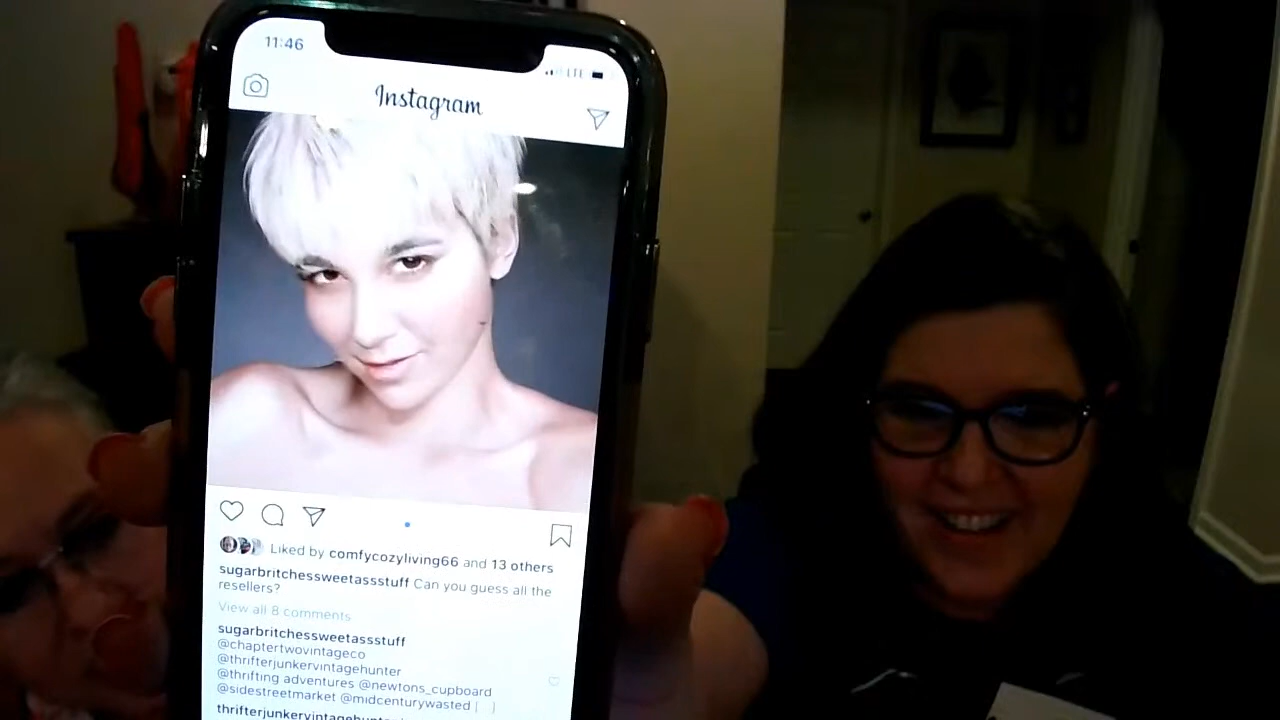 11:46
LTE
Instagram
Liked by comfycozyliving66 and 13 others
sugarbritchessweetassstuff Can you guess all the
resellers?
View all 8 comments
sugarbritchessweetassstuff
@chaptertwovintageco
@thrifterjunkervintagehunter
@thrifting adventures @newtons_cupboard
@sidestreetmarket @midcenturywasted